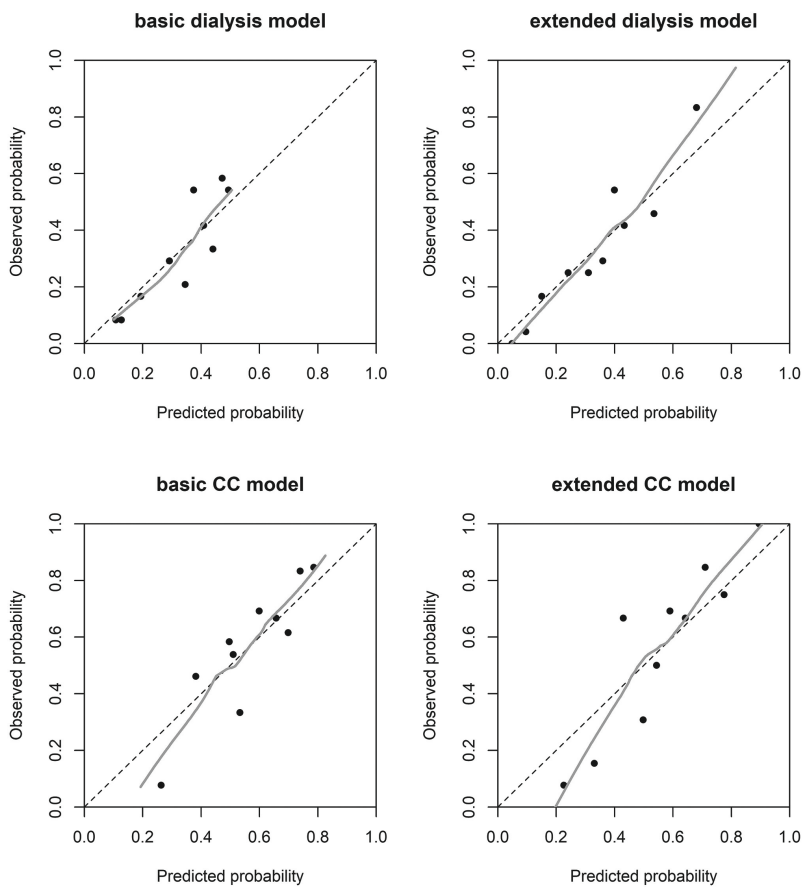 basic dialysis model
1.0
0.8
0.6
0.4
0.2
0.0
Observed probability
0.0 0.2 0.4 0.6 0.8 1.0
Predicted probability
extended dialysis model
1.0
0.8
0.6
0.4
0.2
0.0
Observed probability
0.0 0.2 0.4 0.6 0.8 1.0
Predicted probability
basic CC model
1.0
0.8
0.6
0.4
0.2
0.0
Observed probability
0.0 0.2 0.4 0.6 0.8 1.0
Predicted probability
extended CC model
1.0
0.8
0.6
0.4
0.2
0.0
Observed probability
0.0 0.2 0.4 0.6 0.8 1.0
Predicted probability